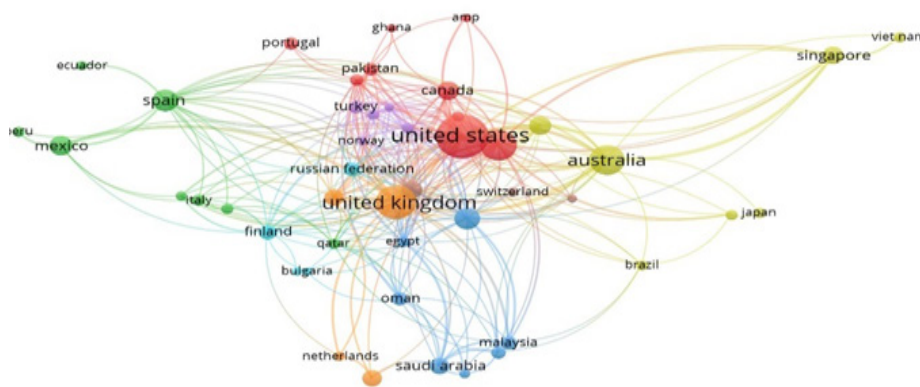 amp
ghana
viet nam
portugal
singapore
ecuador
pakistan
canada
spain
turkey
united states
peru
mexico
norway
australia
russian federation
switzerland
italy
united kingdom
japan
finland
qatar
egypt
brazil
bulgaria
oman
malaysia
netherlands
saudi arabia